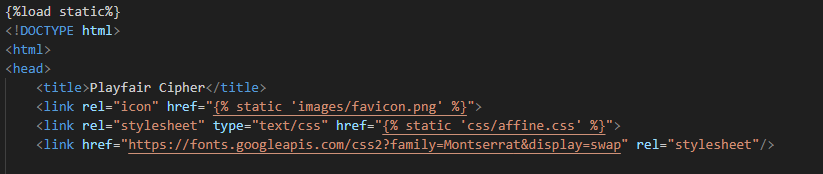 {%load static%}
<!DOCTYPE html>
<html>
<head>
<title>Playfair Cipher</title>
<link rel="icon" href="{% static 'images/favicon.png' %}">
<link rel="stylesheet" type="text/css" href="{% static 'css/affine.css' %}">
<link href="https://fonts.googleapis.com/css2?family=Montserrat&display=swap" rel="stylesheet"/>